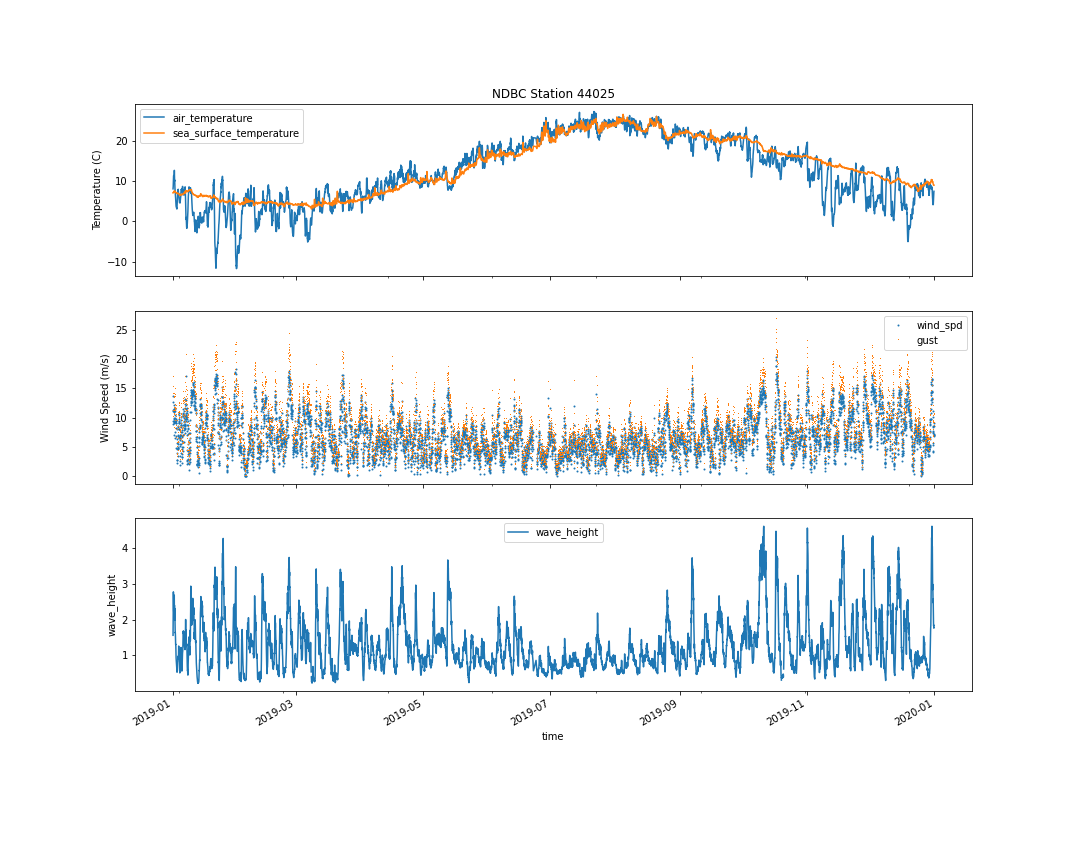 NDBC Station 44025
air_temperature
sea_surface_temperature
Temperature (C)
20
10
0
−10
wind_spd
gust
Wind Speed (m/s)
25
20
15
10
5
0
wave_height
wave_height
4
3
2
1
2019-01
2019-03
2019-05
2019-07
2019-09
2019-11
2020-01
time